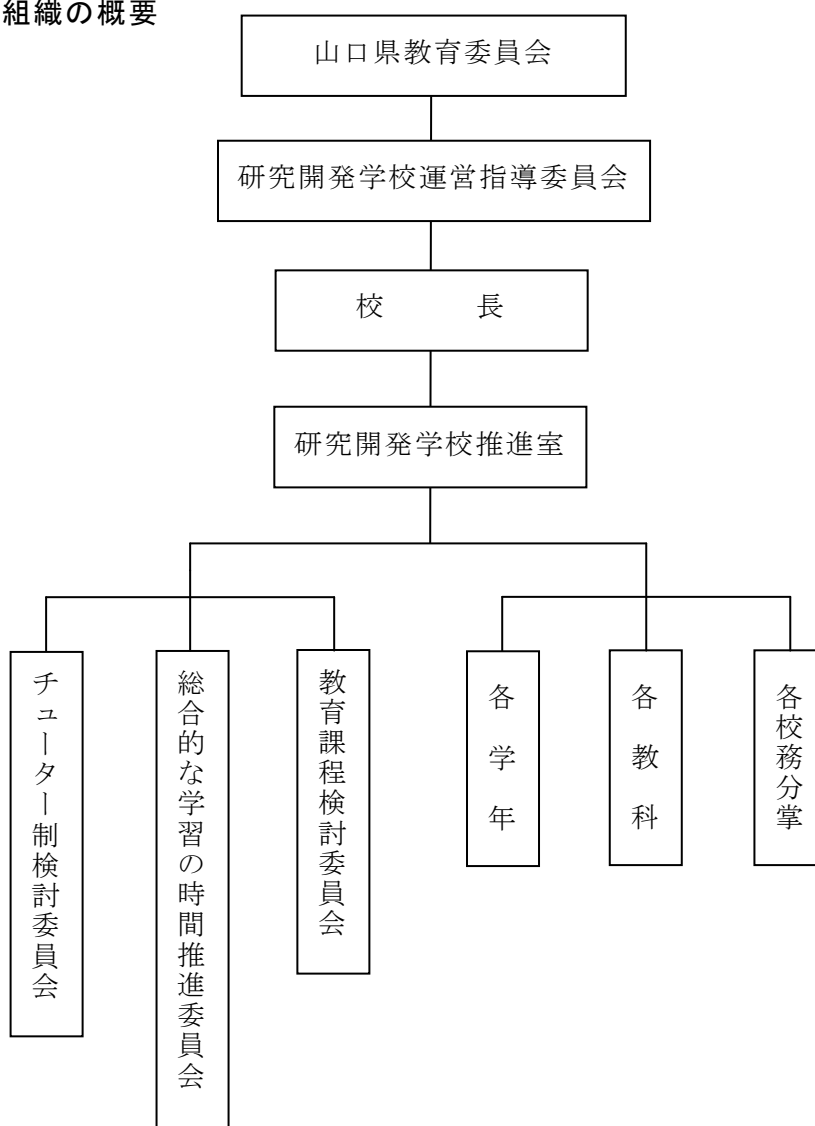 組織の概要
山口県教育委員会
研究開発学校運営指導委員会
校　　長
研究開発学校推進室
チューター制検討委員会
総合的な学習の時間推進委員会
教育課程検討委員会
各学年
各教科
各校務分掌